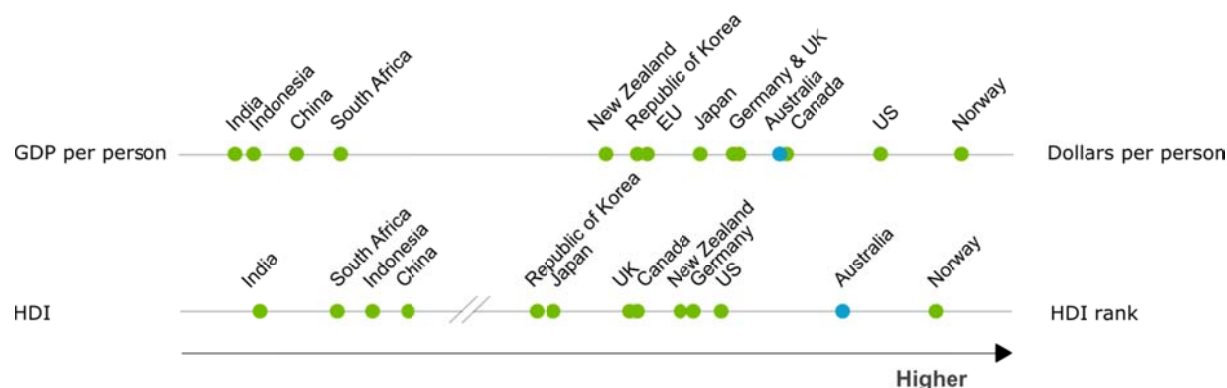 India
Indonesia
China
South Africa
New Zealand
Republic of Korea
EU
Japan
Germany & UK
Australia
Canada
US
Norway
GDP per person
Dollars per person
India
South Africa
Indonesia
China
Republic of Korea
Japan
UK
Canada
New Zealand
Germany
US
Australia
Norway
HDI
HDI rank
Higher